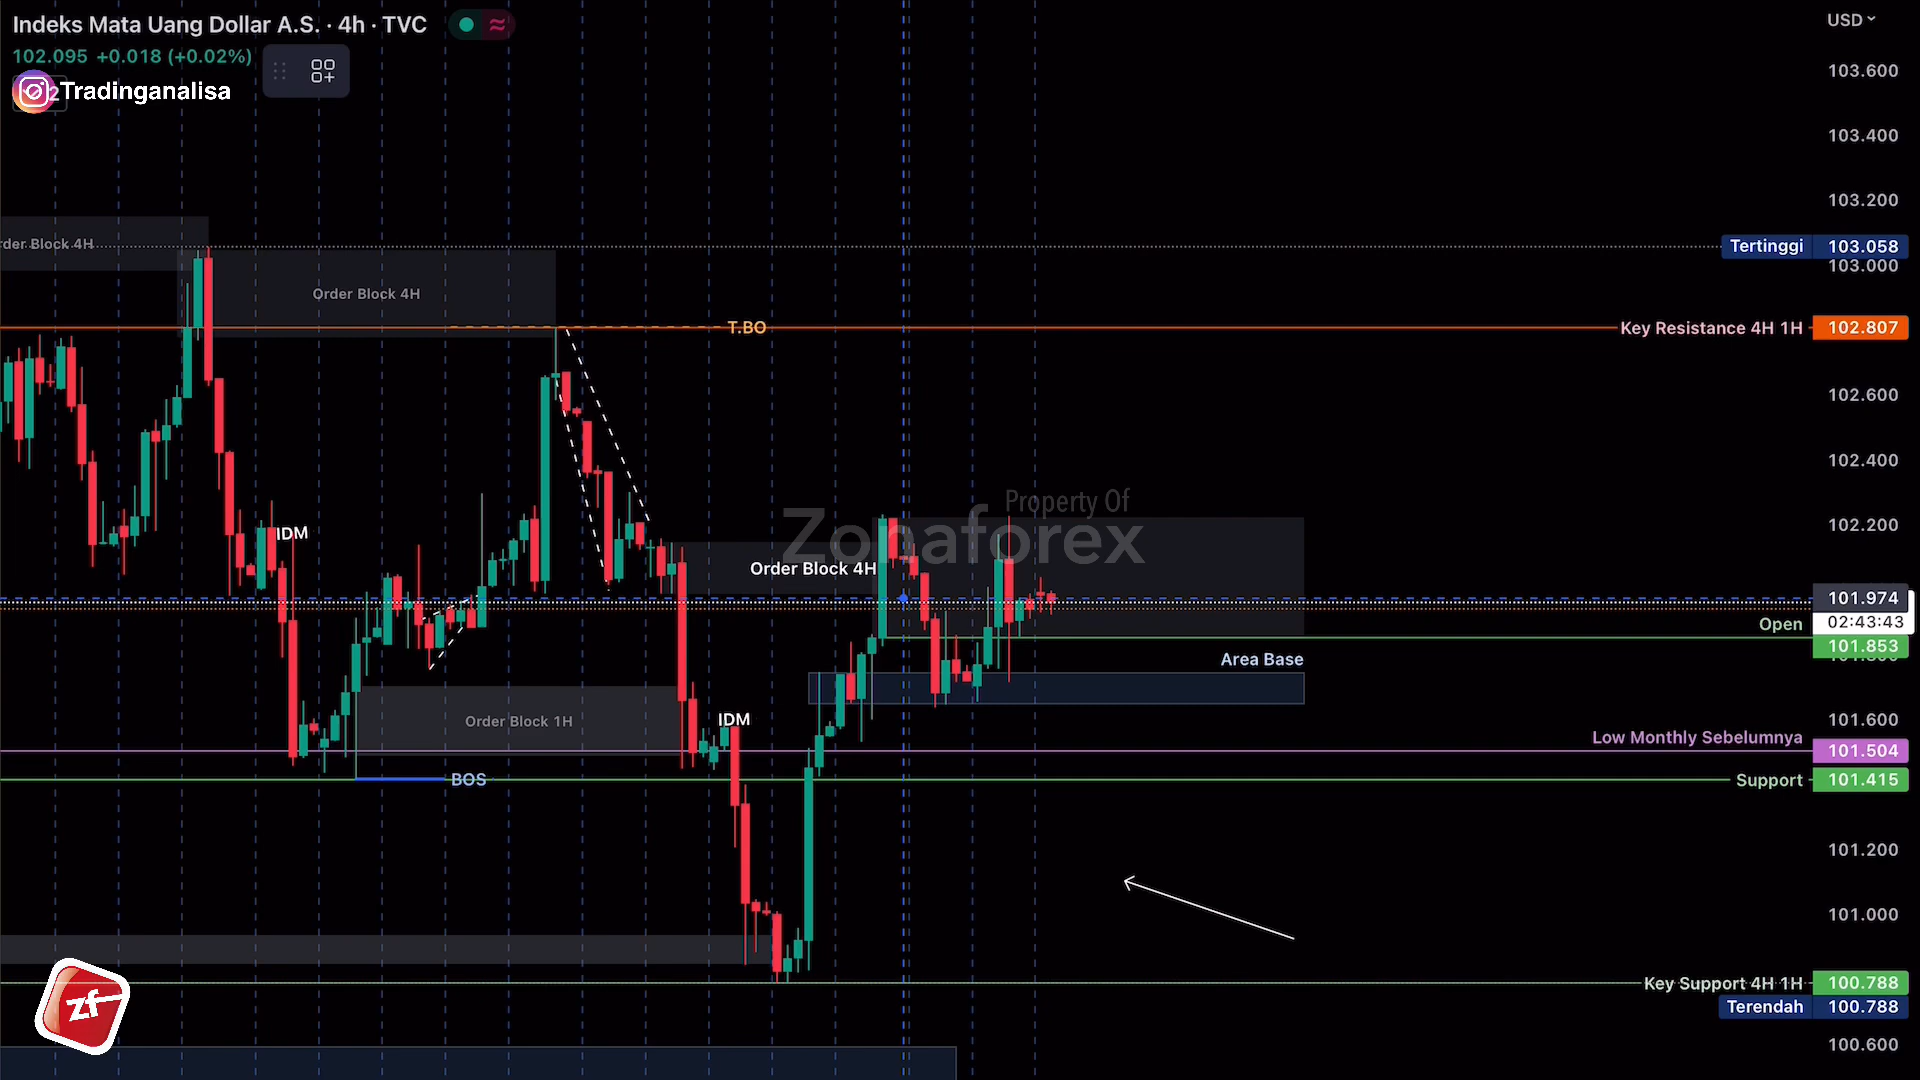 Indeks Mata Uang Dollar A.S. · 4h · TVC
102.095 +0.018 (+0.02%)
Tradinganalisa
USD
103.600
103.400
103.200
der Block 4H
Tertinggi 103.058
103.000
Order Block 4H
T.BO
Key Resistance 4H 1H 102.807
102.600
102.400
Property Of
Zonaforex
102.200
IDM
Order Block 4H
101.974
02:43:43
Open 101.853
Area Base
Order Block 1H
IDM
101.600
Low Monthly Sebelumnya 101.504
BOS
Support 101.415
101.200
101.000
zf
Key Support 4H 1H 100.788
Terendah 100.788
100.600